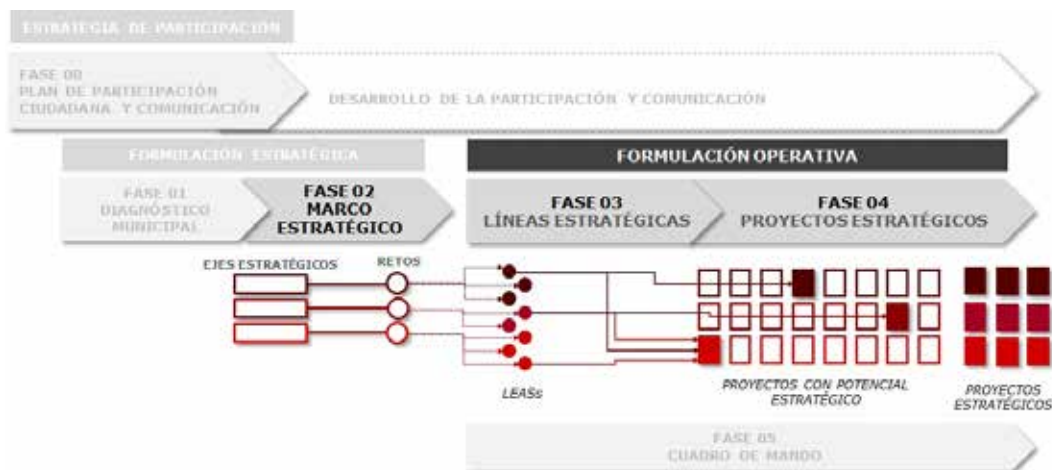 ESTRATEGIA DE PARTICIPACIÓN
FASE 00
PLAN DE PARTICIPACIÓN
CIUDADANA Y COMUNICACIÓN
DESARROLLO DE LA PARTICIPACIÓN Y COMUNICACIÓN
FORMULACIÓN ESTRATÉGICA
FORMULACIÓN OPERATIVA
FASE 01
DIAGNÓSTICO
MUNICIPAL
FASE 02
MARCO
ESTRATÉGICO
FASE 03
LÍNEAS ESTRATÉGICAS
FASE 04
PROYECTOS ESTRATÉGICOS
EJES ESTRATÉGICOS
RETOS
LEASs
PROYECTOS CON POTENCIAL
ESTRATÉGICO
PROYECTOS
ESTRATÉGICOS
FASE 05
CUADRO DE MANDO